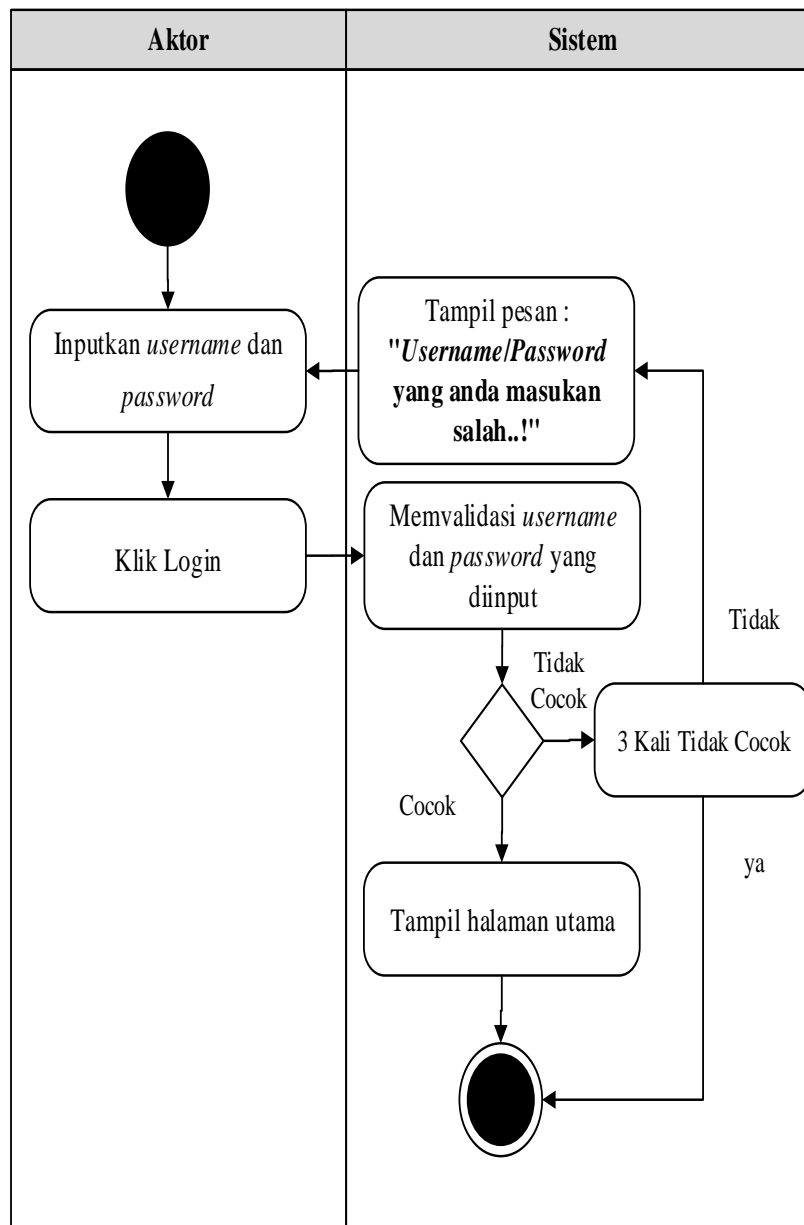 Aktor
Sistem
Tampil pesan :
"Username/Password
yang anda masukan
salah..!"
Inputkan username dan
password
Klik Login
Memvalidasi username
dan password yang
diinput
Tidak
Tidak
Cocok
3 Kali Tidak Cocok
Cocok
ya
Tampil halaman utama